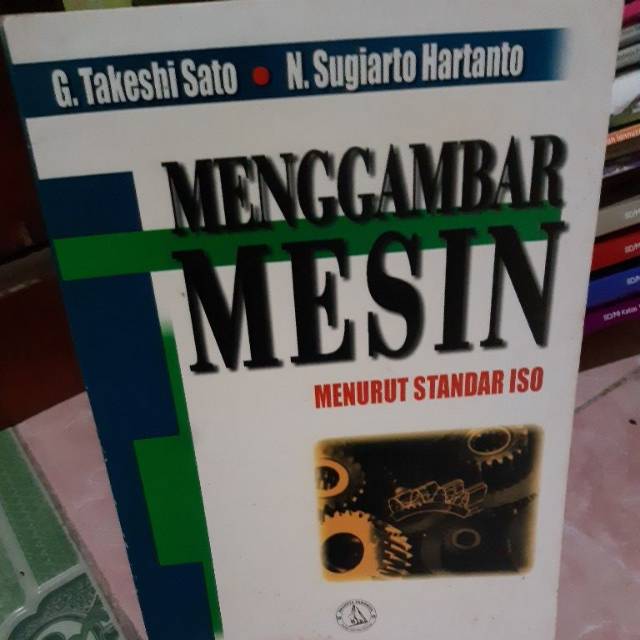 G. Takeshi Sato • N. Sugiarto Hartanto
MENGGAMBAR
MESIN
MENURUT STANDAR ISO